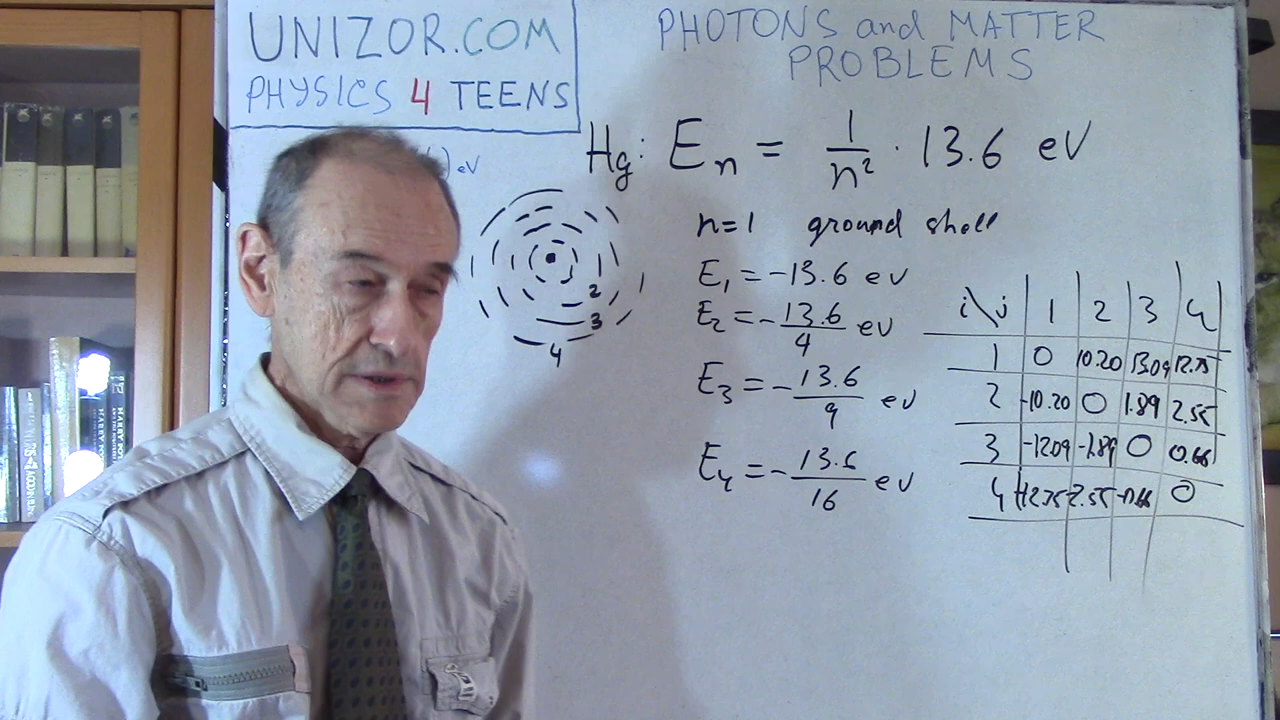 UNIZOR.COM
PHYSICS 4 TEENS
PHOTONS and MATTER
PROBLEMS
) eV
Hg: Eₙ = 1/n² · 13.6 eV
n=1 ground shell
E₁ = -13.6 eV
E₂ = -13.6/4 eV
E₃ = -13.6/9 eV
E₄ = -13.6/16 eV
2
3
4
i\j 1 2 3 4
1 0 10.20 13.09 12.75
2 -10.20 0 1.89 2.55
3 -12.09 -1.89 0 0.66
4 -12.75 -2.55 -0.66 0